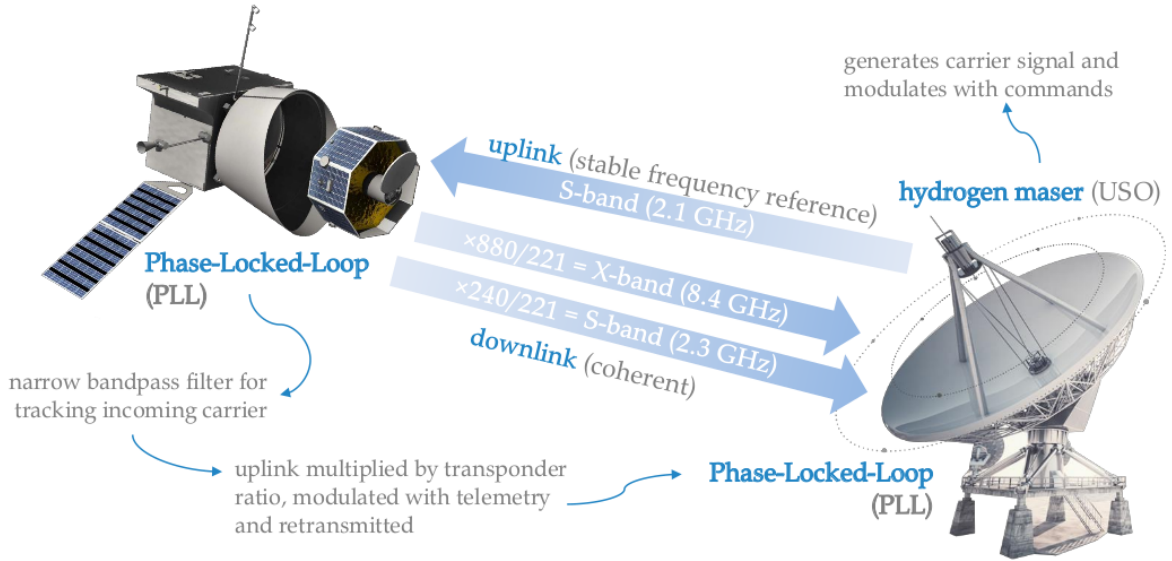 generates carrier signal and
modulates with commands
uplink (stable frequency reference)
S-band (2.1 GHz)
hydrogen maser (USO)
×880/221 = X-band (8.4 GHz)
×240/221 = S-band (2.3 GHz)
downlink (coherent)
Phase-Locked-Loop
(PLL)
narrow bandpass filter for
tracking incoming carrier
uplink multiplied by transponder
ratio, modulated with telemetry
and retransmitted
Phase-Locked-Loop
(PLL)